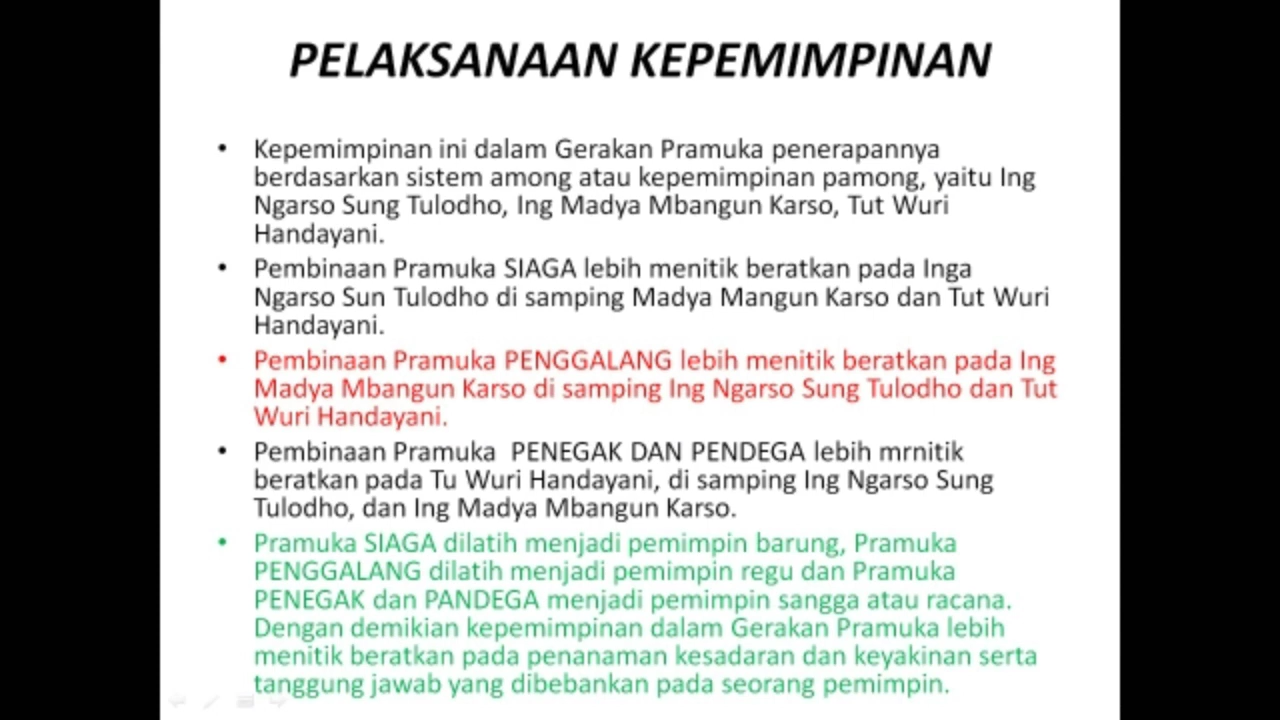 PELAKSANAAN KEPEMIMPINAN
• Kepemimpinan ini dalam Gerakan Pramuka penerapannya
berdasarkan sistem among atau kepemimpinan pamong, yaitu Ing
Ngarso Sung Tulodho, Ing Madya Mbangun Karso, Tut Wuri
Handayani.
• Pembinaan Pramuka SIAGA lebih menitik beratkan pada Inga
Ngarso Sun Tulodho di samping Madya Mangun Karso dan Tut Wuri
Handayani.
• Pembinaan Pramuka PENGGALANG lebih menitik beratkan pada Ing
Madya Mbangun Karso di samping Ing Ngarso Sung Tulodho dan Tut
Wuri Handayani.
• Pembinaan Pramuka  PENEGAK DAN PENDEGA lebih mrnitik
beratkan pada Tu Wuri Handayani, di samping Ing Ngarso Sung
Tulodho, dan Ing Madya Mbangun Karso.
• Pramuka SIAGA dilatih menjadi pemimpin barung, Pramuka
PENGGALANG dilatih menjadi pemimpin regu dan Pramuka
PENEGAK dan PANDEGA menjadi pemimpin sangga atau racana.
Dengan demikian kepemimpinan dalam Gerakan Pramuka lebih
menitik beratkan pada penanaman kesadaran dan keyakinan serta
tanggung jawab yang dibebankan pada seorang pemimpin.